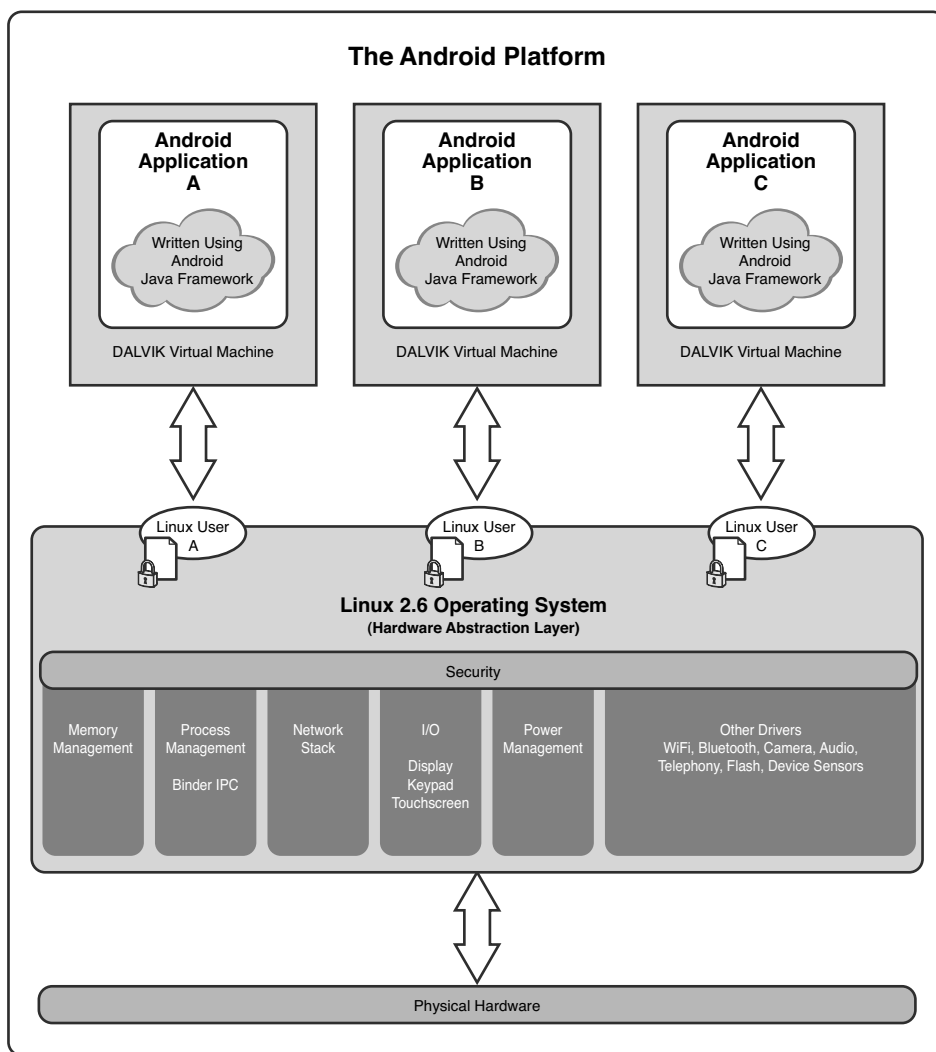 The Android Platform
Android
Application
A
Written Using
Android
Java Framework
DALVIK Virtual Machine
Android
Application
B
Written Using
Android
Java Framework
DALVIK Virtual Machine
Android
Application
C
Written Using
Android
Java Framework
DALVIK Virtual Machine
Linux User
A
Linux User
B
Linux User
C
Linux 2.6 Operating System
(Hardware Abstraction Layer)
Security
Memory
Management
Process
Management
Binder IPC
Network
Stack
I/O
Display
Keypad
Touchscreen
Power
Management
Other Drivers
WiFi, Bluetooth, Camera, Audio,
Telephony, Flash, Device Sensors
Physical Hardware